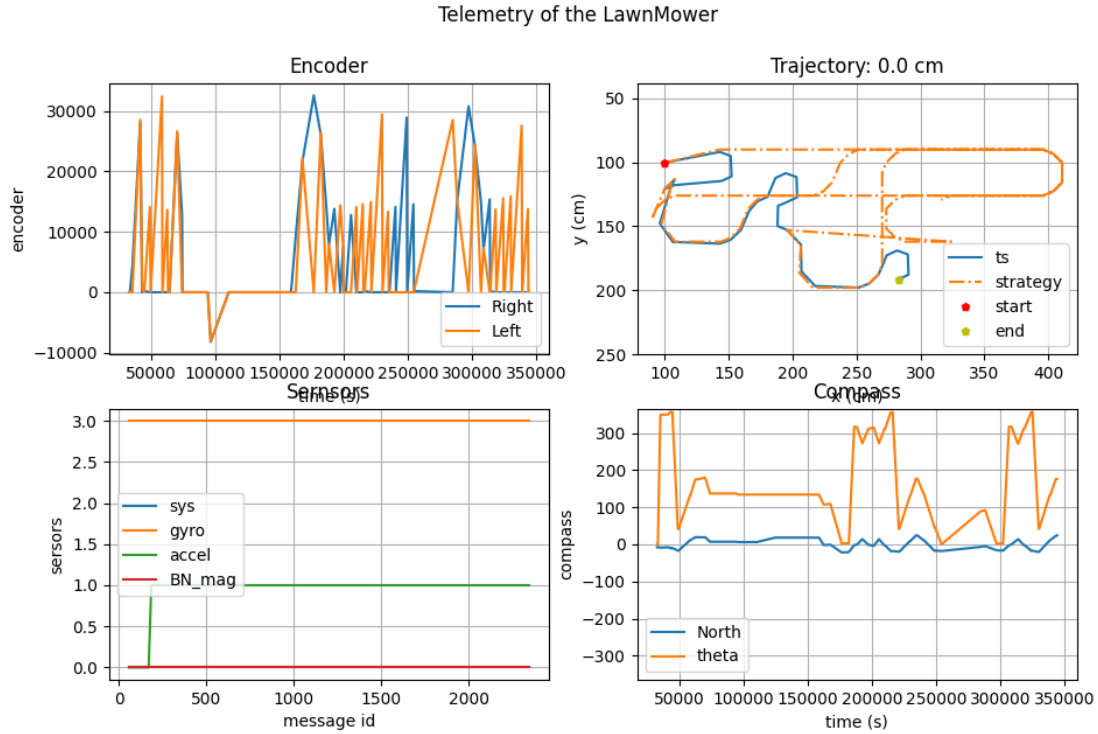 Telemetry of the LawnMower
Encoder
30000
20000
10000
0
−10000
encoder
50000 100000 150000 200000 250000 300000 350000
time (s)
Right
Left
Trajectory: 0.0 cm
50
100
150
200
250
y (cm)
100 150 200 250 300 350 400
x (cm)
ts
strategy
start
end
Sernsors
3.0
2.5
2.0
1.5
1.0
0.5
0.0
sersors
sys
gyro
accel
BN_mag
0 500 1000 1500 2000
message id
Compass
300
200
100
0
−100
−200
−300
compass
North
theta
50000 100000 150000 200000 250000 300000 350000
time (s)